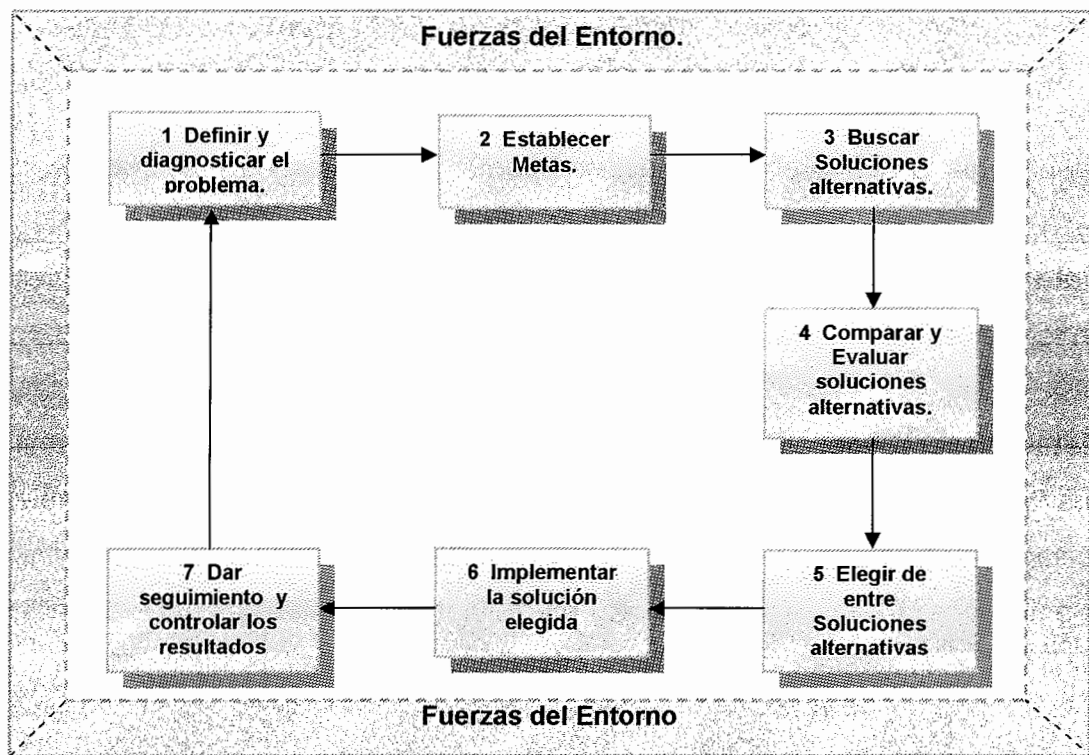 Fuerzas del Entorno.
1 Definir y
diagnosticar el
problema.
2 Establecer
Metas.
3 Buscar
Soluciones
alternativas.
4 Comparar y
Evaluar
soluciones
alternativas.
5 Elegir de
entre
Soluciones
alternativas
6 Implementar
la solución
elegida
7 Dar
seguimiento y
controlar los
resultados
Fuerzas del Entorno